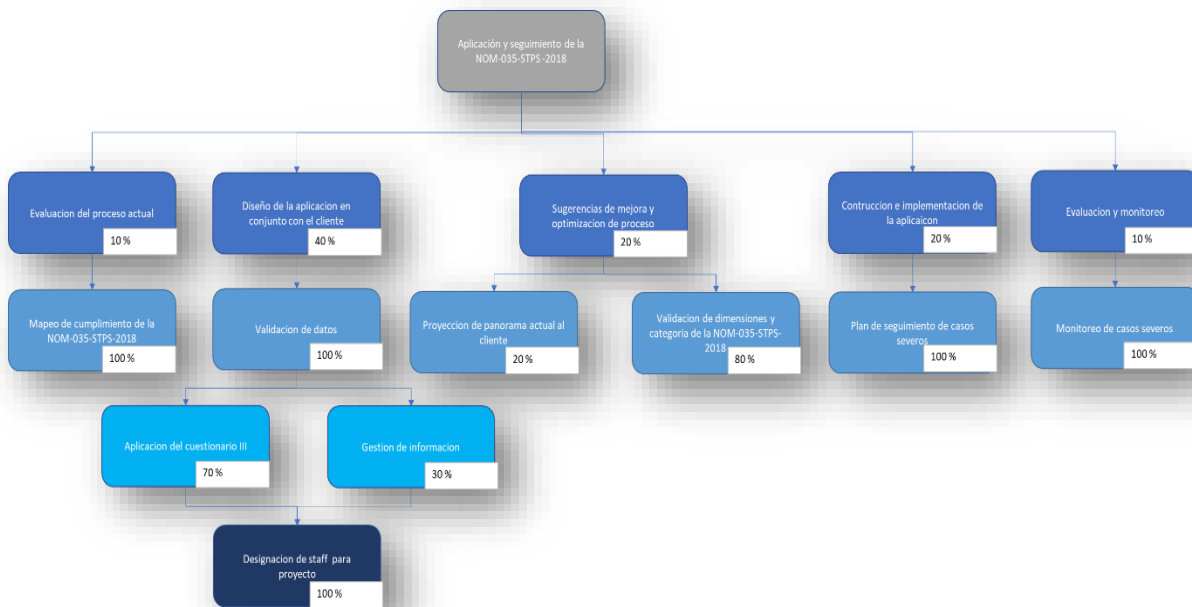 Aplicación y seguimiento de la
NOM-035-STPS -2018
Evaluacion del proceso actual
10 %
Diseño de la aplicacion en
conjunto con el cliente
40 %
Sugerencias de mejora y
optimizacion de proceso
20 %
Contruccion e implementacion de
la aplicaicon
20 %
Evaluacion y monitoreo
10 %
Mapeo de cumplimiento de la
NOM-035-STPS-2018
100 %
Validacion de datos
100 %
Proyeccion de panorama actual al
cliente
20 %
Validacion de dimensiones y
categoria de la NOM-035-STPS-
2018
80 %
Plan de seguimiento de casos
severos
100 %
Monitoreo de casos severos
100 %
Aplicacion del cuestionario III
70 %
Gestion de informacion
30 %
Designacion de staff para
proyecto
100 %